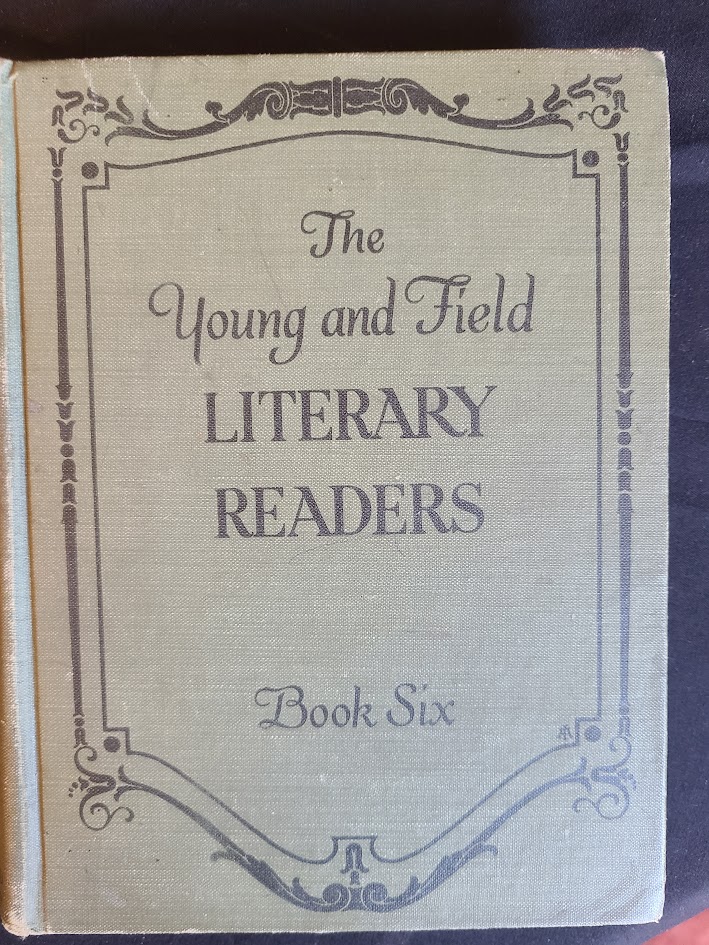 The
Young and Field
LITERARY
READERS
Book Six